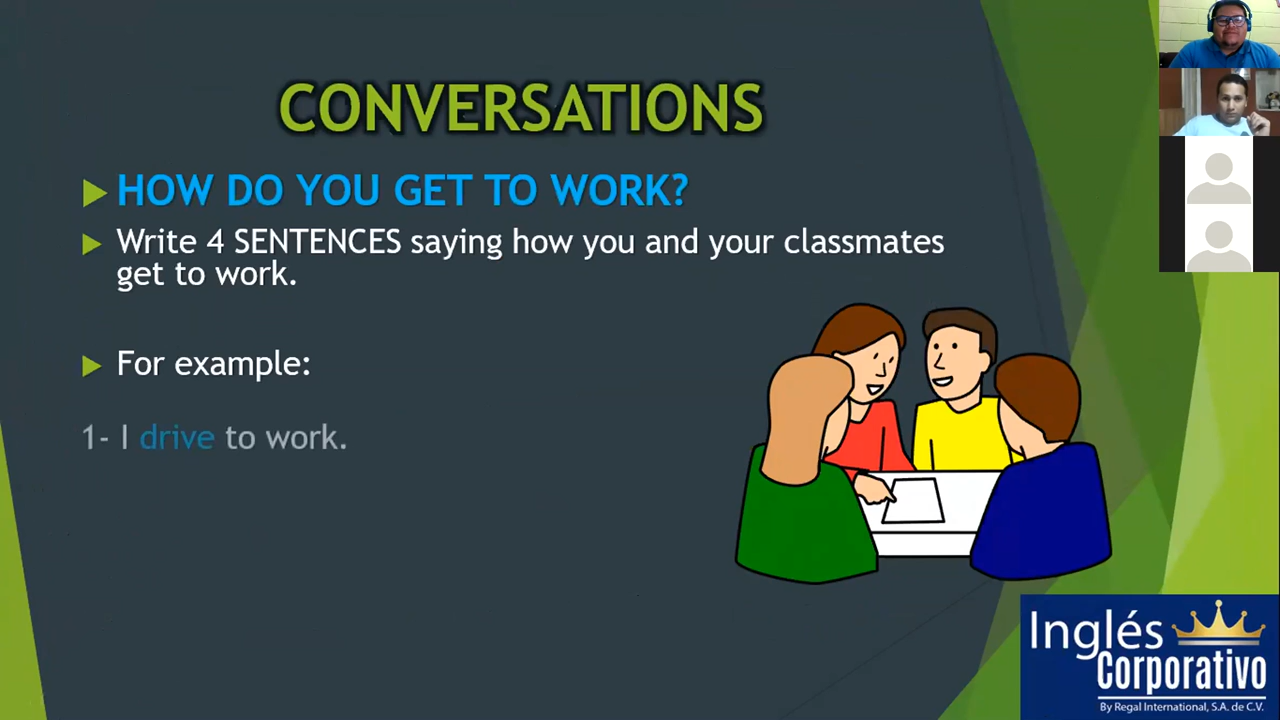 CONVERSATIONS
HOW DO YOU GET TO WORK?
Write 4 SENTENCES saying how you and your classmates
get to work.
For example:
1- I drive to work.
Inglés
Corporativo
By Regal International, S.A. de C.V.